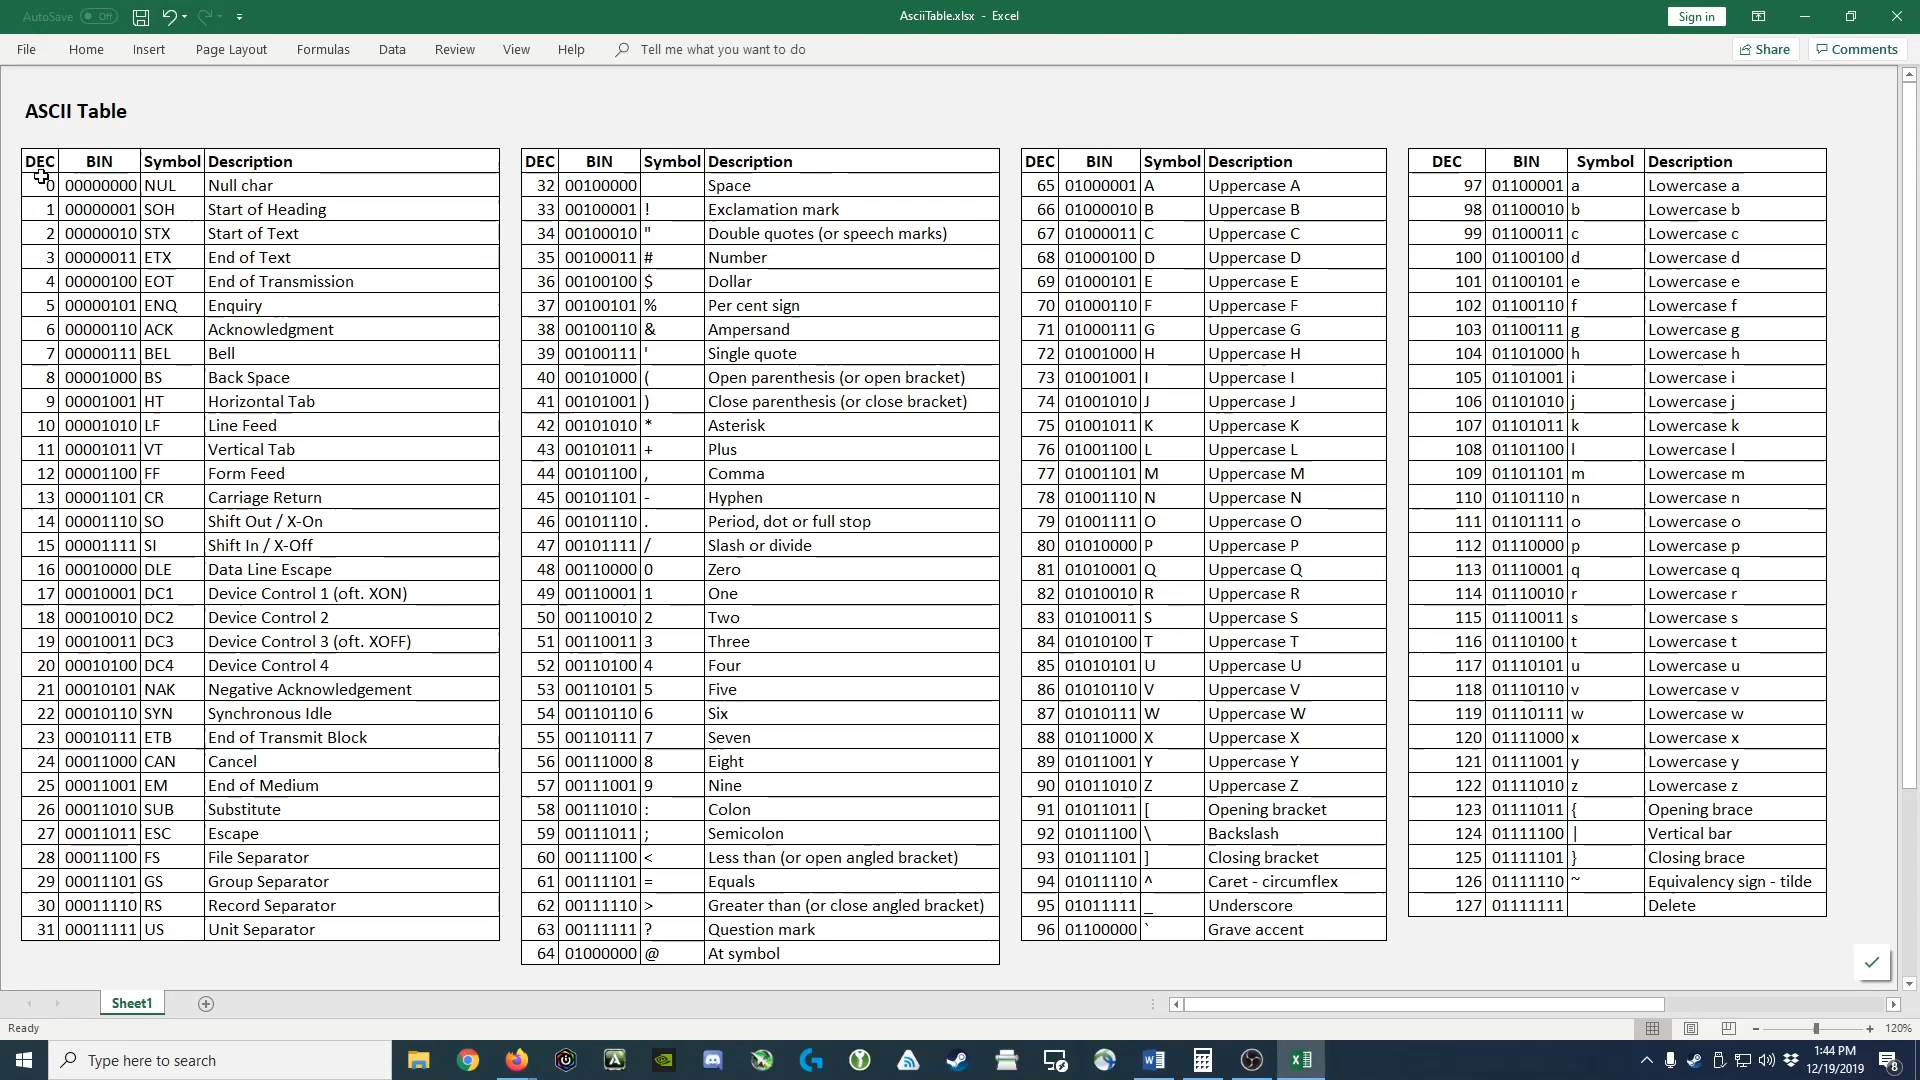 AutoSave Off AsciiTable.xlsx - Excel Sign in
File Home Insert Page Layout Formulas Data Review View Help Tell me what you want to do Share Comments
ASCII Table
DEC BIN Symbol Description
0 00000000 NUL Null char
1 00000001 SOH Start of Heading
2 00000010 STX Start of Text
3 00000011 ETX End of Text
4 00000100 EOT End of Transmission
5 00000101 ENQ Enquiry
6 00000110 ACK Acknowledgment
7 00000111 BEL Bell
8 00001000 BS Back Space
9 00001001 HT Horizontal Tab
10 00001010 LF Line Feed
11 00001011 VT Vertical Tab
12 00001100 FF Form Feed
13 00001101 CR Carriage Return
14 00001110 SO Shift Out / X-On
15 00001111 SI Shift In / X-Off
16 00010000 DLE Data Line Escape
17 00010001 DC1 Device Control 1 (oft. XON)
18 00010010 DC2 Device Control 2
19 00010011 DC3 Device Control 3 (oft. XOFF)
20 00010100 DC4 Device Control 4
21 00010101 NAK Negative Acknowledgement
22 00010110 SYN Synchronous Idle
23 00010111 ETB End of Transmit Block
24 00011000 CAN Cancel
25 00011001 EM End of Medium
26 00011010 SUB Substitute
27 00011011 ESC Escape
28 00011100 FS File Separator
29 00011101 GS Group Separator
30 00011110 RS Record Separator
31 00011111 US Unit Separator
DEC BIN Symbol Description
32 00100000 Space
33 00100001 ! Exclamation mark
34 00100010 " Double quotes (or speech marks)
35 00100011 # Number
36 00100100 $ Dollar
37 00100101 % Per cent sign
38 00100110 & Ampersand
39 00100111 ' Single quote
40 00101000 ( Open parenthesis (or open bracket)
41 00101001 ) Close parenthesis (or close bracket)
42 00101010 * Asterisk
43 00101011 + Plus
44 00101100 , Comma
45 00101101 - Hyphen
46 00101110 . Period, dot or full stop
47 00101111 / Slash or divide
48 00110000 0 Zero
49 00110001 1 One
50 00110010 2 Two
51 00110011 3 Three
52 00110100 4 Four
53 00110101 5 Five
54 00110110 6 Six
55 00110111 7 Seven
56 00111000 8 Eight
57 00111001 9 Nine
58 00111010 : Colon
59 00111011 ; Semicolon
60 00111100 < Less than (or open angled bracket)
61 00111101 = Equals
62 00111110 > Greater than (or close angled bracket)
63 00111111 ? Question mark
64 01000000 @ At symbol
DEC BIN Symbol Description
65 01000001 A Uppercase A
66 01000010 B Uppercase B
67 01000011 C Uppercase C
68 01000100 D Uppercase D
69 01000101 E Uppercase E
70 01000110 F Uppercase F
71 01000111 G Uppercase G
72 01001000 H Uppercase H
73 01001001 I Uppercase I
74 01001010 J Uppercase J
75 01001011 K Uppercase K
76 01001100 L Uppercase L
77 01001101 M Uppercase M
78 01001110 N Uppercase N
79 01001111 O Uppercase O
80 01010000 P Uppercase P
81 01010001 Q Uppercase Q
82 01010010 R Uppercase R
83 01010011 S Uppercase S
84 01010100 T Uppercase T
85 01010101 U Uppercase U
86 01010110 V Uppercase V
87 01010111 W Uppercase W
88 01011000 X Uppercase X
89 01011001 Y Uppercase Y
90 01011010 Z Uppercase Z
91 01011011 [ Opening bracket
92 01011100 \ Backslash
93 01011101 ] Closing bracket
94 01011110 ^ Caret - circumflex
95 01011111 _ Underscore
96 01100000 ` Grave accent
DEC BIN Symbol Description
97 01100001 a Lowercase a
98 01100010 b Lowercase b
99 01100011 c Lowercase c
100 01100100 d Lowercase d
101 01100101 e Lowercase e
102 01100110 f Lowercase f
103 01100111 g Lowercase g
104 01101000 h Lowercase h
105 01101001 i Lowercase i
106 01101010 j Lowercase j
107 01101011 k Lowercase k
108 01101100 l Lowercase l
109 01101101 m Lowercase m
110 01101110 n Lowercase n
111 01101111 o Lowercase o
112 01110000 p Lowercase p
113 01110001 q Lowercase q
114 01110010 r Lowercase r
115 01110011 s Lowercase s
116 01110100 t Lowercase t
117 01110101 u Lowercase u
118 01110110 v Lowercase v
119 01110111 w Lowercase w
120 01111000 x Lowercase x
121 01111001 y Lowercase y
122 01111010 z Lowercase z
123 01111011 { Opening brace
124 01111100 | Vertical bar
125 01111101 } Closing brace
126 01111110 ~ Equivalency sign - tilde
127 01111111 Delete
Sheet1
Ready 120%
Type here to search 1:44 PM
12/19/2019 8